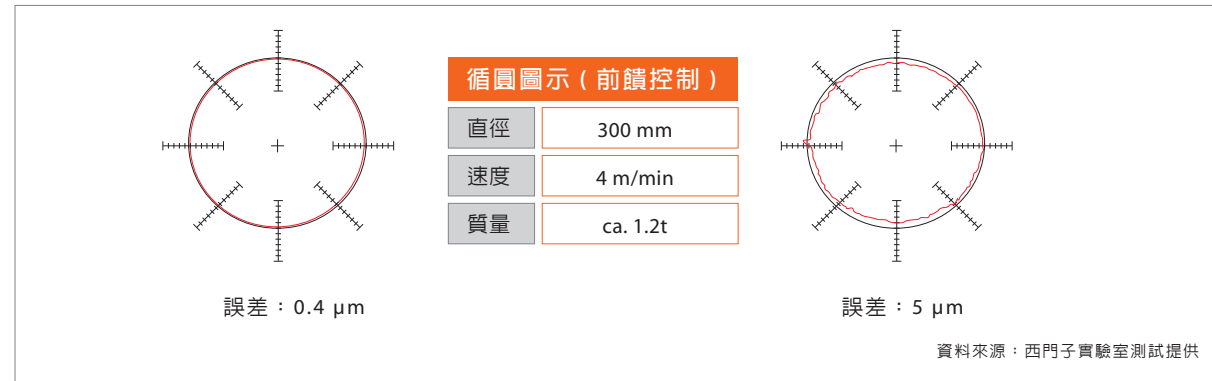 循圓圖示(前饋控制)
直徑
300 mm
速度
4 m/min
質量
ca. 1.2t
誤差:0.4 μm
誤差:5 μm
資料來源:西門子實驗室測試提供